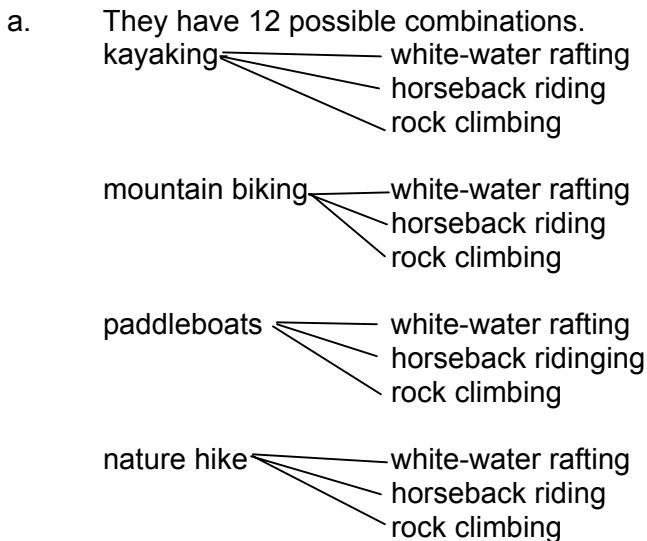 a. They have 12 possible combinations.
kayaking white-water rafting
horseback riding
rock climbing
mountain biking white-water rafting
horseback riding
rock climbing
paddleboats white-water rafting
horseback ridinging
rock climbing
nature hike white-water rafting
horseback riding
rock climbing